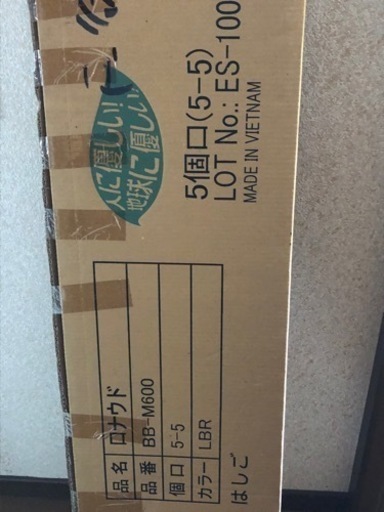 人に優しい!
地球に優しい!
5個口(5-5)
LOT No.: ES-100
MADE IN VIETNAM
品名 ロナウド
品番 BB-M600
個口 5-5
カラー LBR
はしご